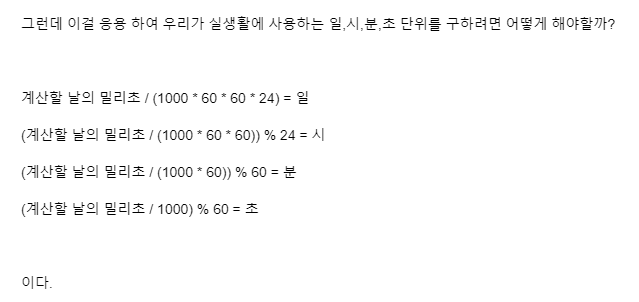 그런데 이걸 응용 하여 우리가 실생활에 사용하는 일,시,분,초 단위를 구하려면 어떻게 해야할까?
계산할 날의 밀리초 / (1000 * 60 * 60 * 24) = 일
(계산할 날의 밀리초 / (1000 * 60 * 60)) % 24 = 시
(계산할 날의 밀리초 / (1000 * 60)) % 60 = 분
(계산할 날의 밀리초 / 1000) % 60 = 초
이다.